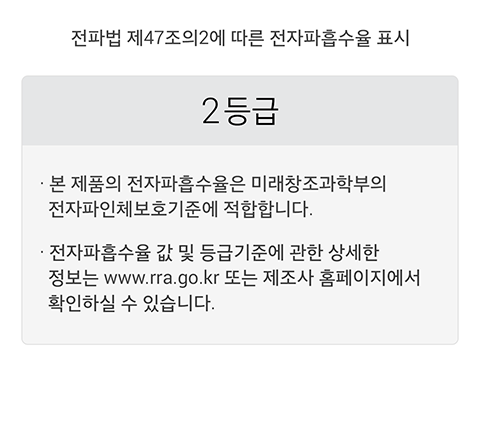 전파법 제47조의2에 따른 전자파흡수율 표시
2등급
· 본 제품의 전자파흡수율은 미래창조과학부의
전자파인체보호기준에 적합합니다.
· 전자파흡수율 값 및 등급기준에 관한 상세한
정보는 www.rra.go.kr 또는 제조사 홈페이지에서
확인하실 수 있습니다.